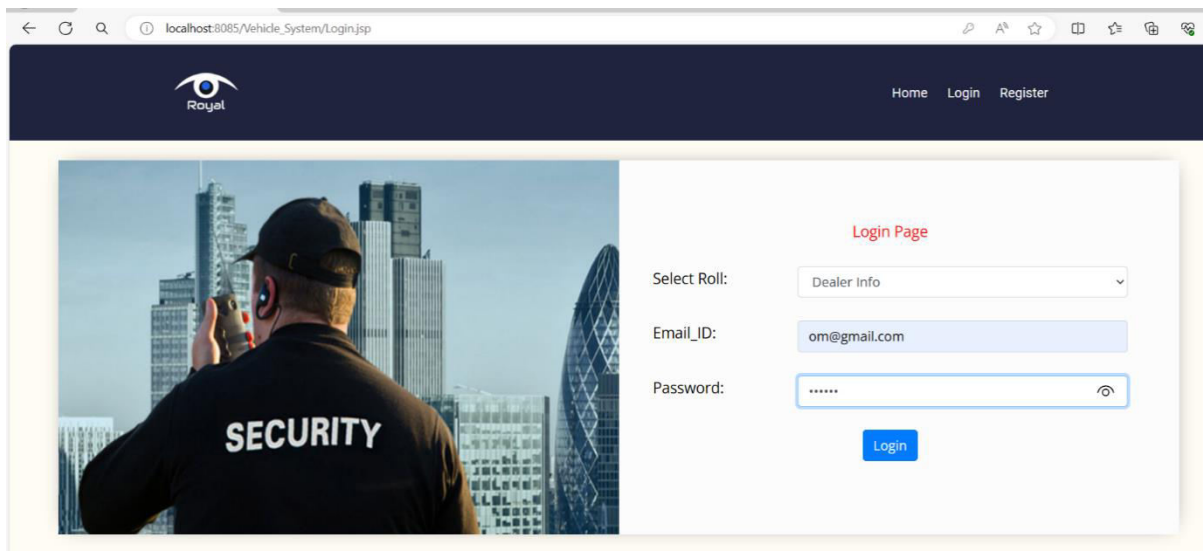 localhost:8085/Vehicle_System/Login.jsp
Royal
Home Login Register
SECURITY
Login Page
Select Roll: Dealer Info
Email_ID: om@gmail.com
Password: ••••••
Login